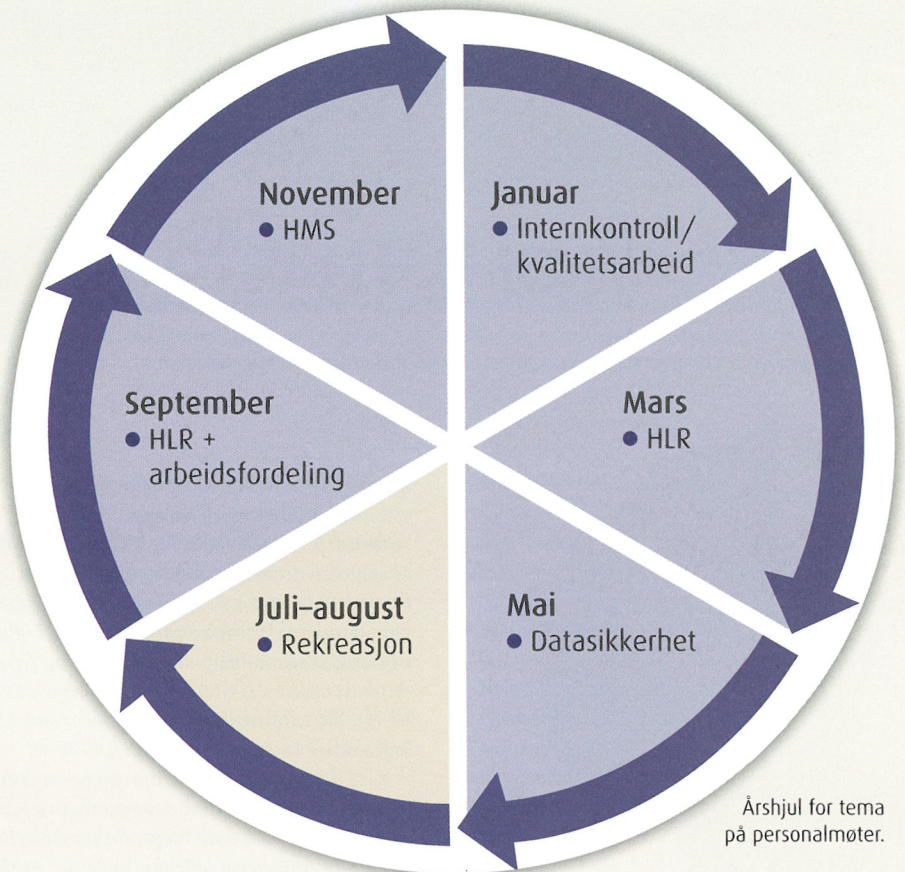 Januar
• Internkontroll/
kvalitetsarbeid
Mars
• HLR
Mai
• Datasikkerhet
Juli–august
• Rekreasjon
September
• HLR +
arbeidsfordeling
November
• HMS
Årshjul for tema
på personalmøter.